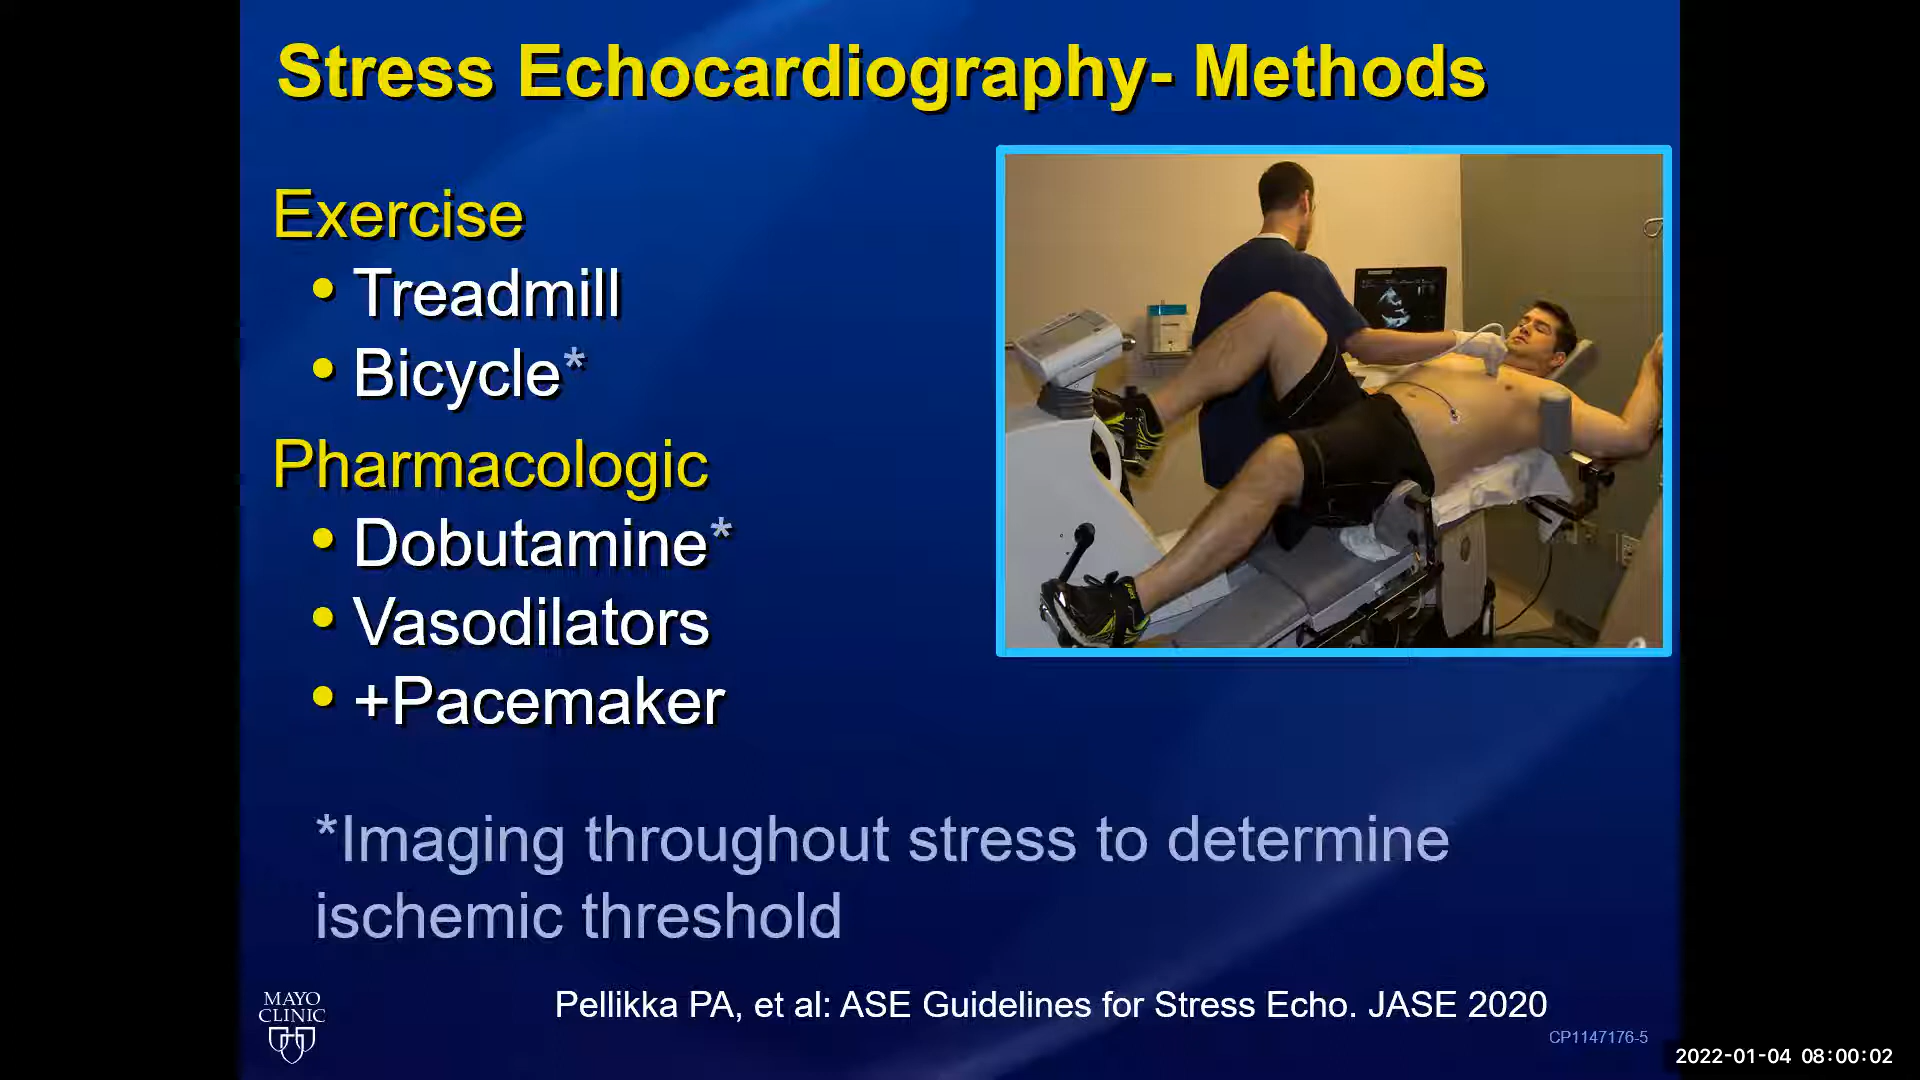 Stress Echocardiography- Methods
Exercise
• Treadmill
• Bicycle*
Pharmacologic
• Dobutamine*
• Vasodilators
• +Pacemaker
*Imaging throughout stress to determine
ischemic threshold
MAYO
CLINIC
Pellikka PA, et al: ASE Guidelines for Stress Echo. JASE 2020
CP1147176-5
2022-01-04 08:00:02